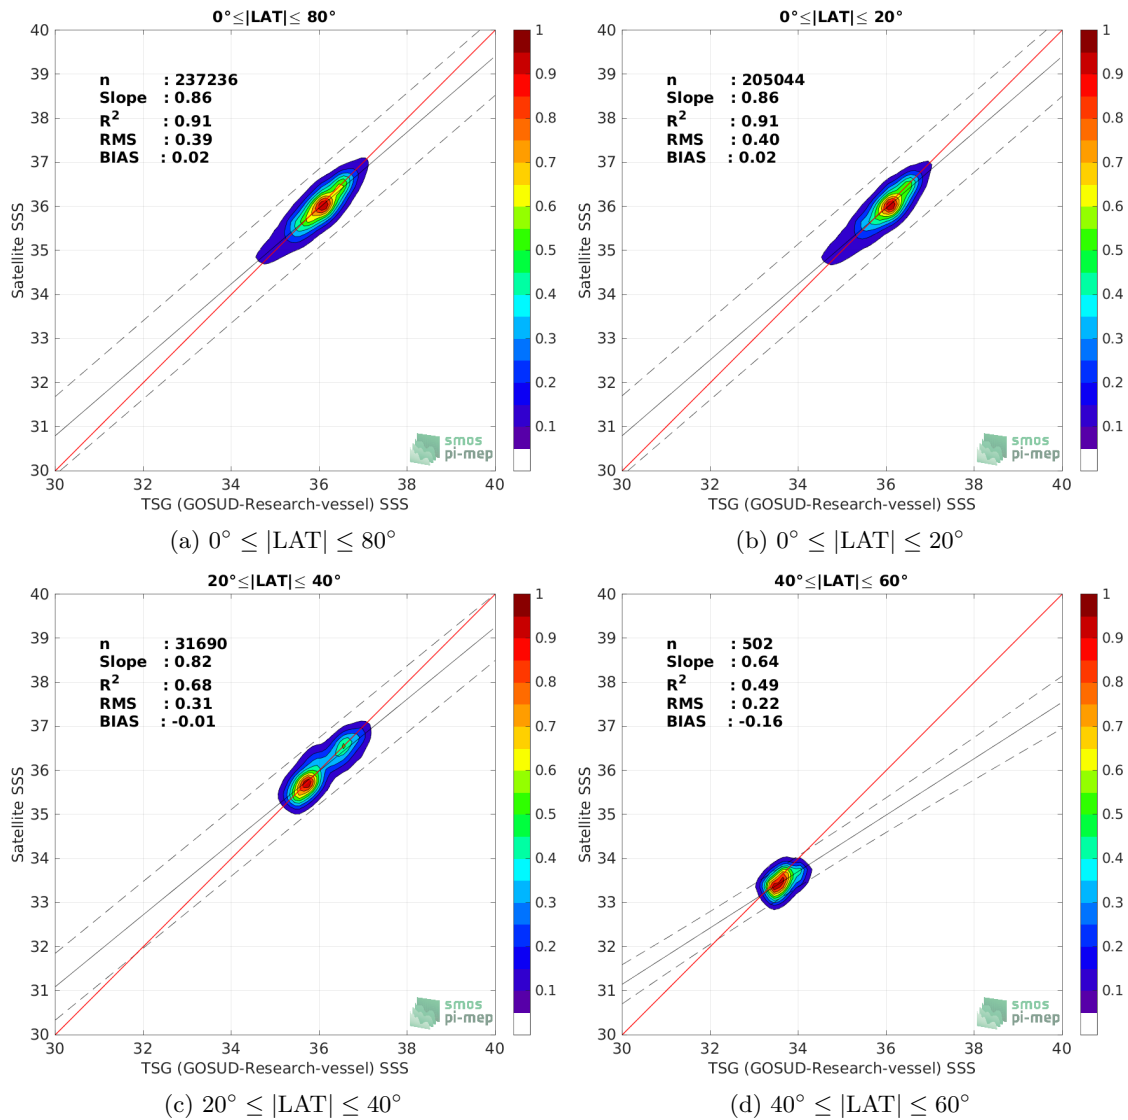 0°≤|LAT|≤ 80°
n : 237236
Slope : 0.86
R² : 0.91
RMS : 0.39
BIAS : 0.02
Satellite SSS
40
39
38
37
36
35
34
33
32
31
30
30 32 34 36 38 40
TSG (GOSUD-Research-vessel) SSS
1
0.9
0.8
0.7
0.6
0.5
0.4
0.3
0.2
0.1
smos
pi-mep
(a) 0° ≤ |LAT| ≤ 80°
0°≤|LAT|≤ 20°
n : 205044
Slope : 0.86
R² : 0.91
RMS : 0.40
BIAS : 0.02
Satellite SSS
40
39
38
37
36
35
34
33
32
31
30
30 32 34 36 38 40
TSG (GOSUD-Research-vessel) SSS
1
0.9
0.8
0.7
0.6
0.5
0.4
0.3
0.2
0.1
smos
pi-mep
(b) 0° ≤ |LAT| ≤ 20°
20°≤|LAT|≤ 40°
n : 31690
Slope : 0.82
R² : 0.68
RMS : 0.31
BIAS : -0.01
Satellite SSS
40
39
38
37
36
35
34
33
32
31
30
30 32 34 36 38 40
TSG (GOSUD-Research-vessel) SSS
1
0.9
0.8
0.7
0.6
0.5
0.4
0.3
0.2
0.1
smos
pi-mep
(c) 20° ≤ |LAT| ≤ 40°
40°≤|LAT|≤ 60°
n : 502
Slope : 0.64
R² : 0.49
RMS : 0.22
BIAS : -0.16
Satellite SSS
40
39
38
37
36
35
34
33
32
31
30
30 32 34 36 38 40
TSG (GOSUD-Research-vessel) SSS
1
0.9
0.8
0.7
0.6
0.5
0.4
0.3
0.2
0.1
smos
pi-mep
(d) 40° ≤ |LAT| ≤ 60°